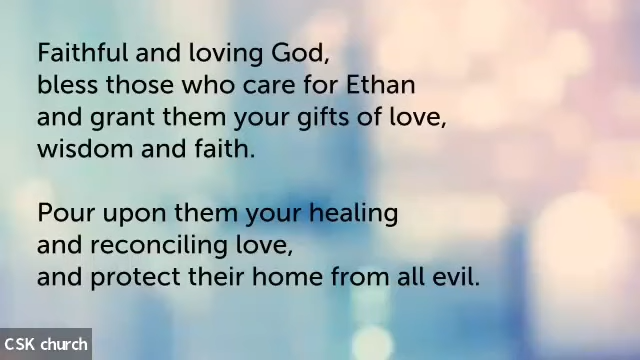 Faithful and loving God,
bless those who care for Ethan
and grant them your gifts of love,
wisdom and faith.
Pour upon them your healing
and reconciling love,
and protect their home from all evil.
CSK church